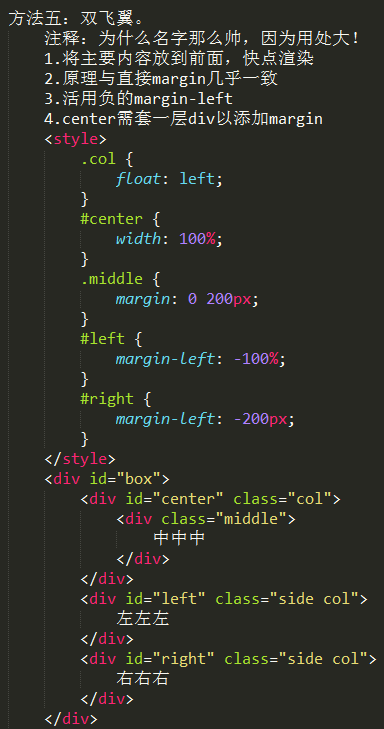 方法五：双飞翼。
注释：为什么名字那么帅，因为用处大！
1.将主要内容放到前面，快点渲染
2.原理与直接margin几乎一致
3.活用负的margin-left
4.center需套一层div以添加margin
<style>
.col {
float: left;
}
#center {
width: 100%;
}
.middle {
margin: 0 200px;
}
#left {
margin-left: -100%;
}
#right {
margin-left: -200px;
}
</style>
<div id="box">
<div id="center" class="col">
<div class="middle">
中中中
</div>
</div>
<div id="left" class="side col">
左左左
</div>
<div id="right" class="side col">
右右右
</div>
</div>